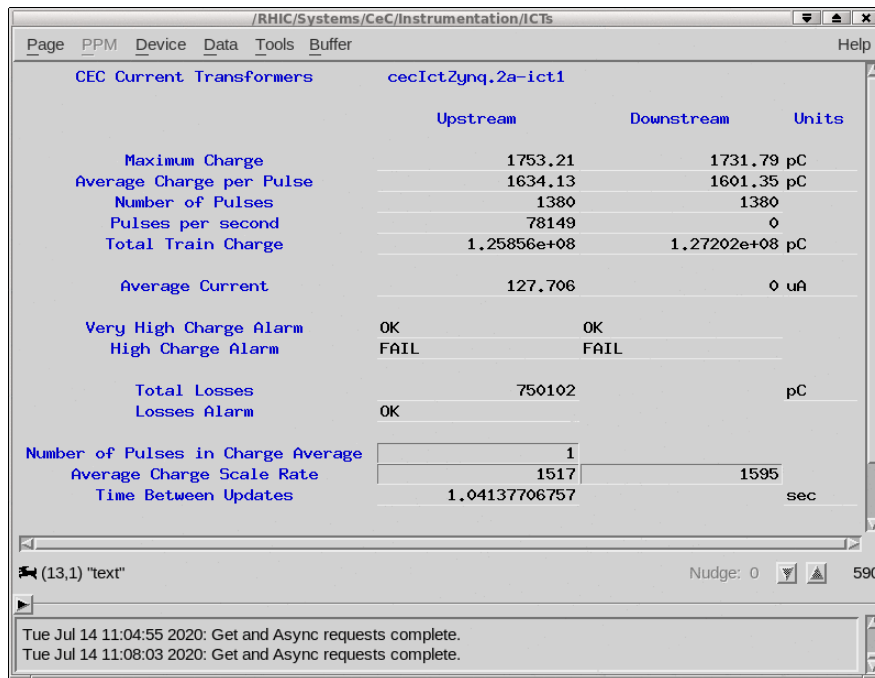 /RHIC/Systems/CeC/Instrumentation/ICTs
Page PPM Device Data Tools Buffer Help
CEC Current Transformers cecIctZynq.2a-ict1
Upstream Downstream Units
Maximum Charge 1753.21 1731.79 pC
Average Charge per Pulse 1634.13 1601.35 pC
Number of Pulses 1380 1380
Pulses per second 78149 0
Total Train Charge 1.25856e+08 1.27202e+08 pC
Average Current 127.706 0 uA
Very High Charge Alarm OK OK
High Charge Alarm FAIL FAIL
Total Losses 750102 pC
Losses Alarm OK
Number of Pulses in Charge Average 1
Average Charge Scale Rate 1517 1595
Time Between Updates 1.04137706757 sec
(13,1) "text" Nudge: 0 590
Tue Jul 14 11:04:55 2020: Get and Async requests complete.
Tue Jul 14 11:08:03 2020: Get and Async requests complete.